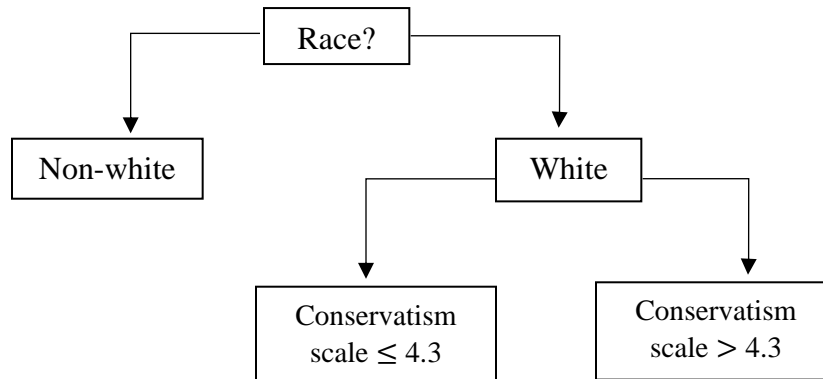 Race?
Non-white
White
Conservatism
scale ≤ 4.3
Conservatism
scale > 4.3